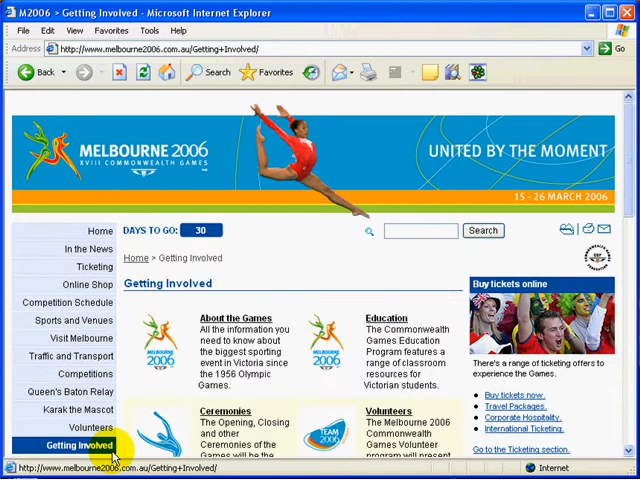 M2006 > Getting Involved - Microsoft Internet Explorer
File Edit View Favorites Tools Help
Address http://www.melbourne2006.com.au/Getting+Involved/ Go
Back Search Favorites
MELBOURNE 2006
XVIII COMMONWEALTH GAMES
UNITED BY THE MOMENT
15 - 26 MARCH 2006
Home
In the News
Ticketing
Online Shop
Competition Schedule
Sports and Venues
Visit Melbourne
Traffic and Transport
Competitions
Queen's Baton Relay
Karak the Mascot
Volunteers
Getting Involved
DAYS TO GO: 30
Search
Home > Getting Involved
Getting Involved
About the Games
All the information you
need to know about
the biggest sporting
event in Victoria since
the 1956 Olympic
Games.
Education
The Commonwealth
Games Education
Program features a
range of classroom
resources for
Victorian students.
Ceremonies
The Opening, Closing
and other
Ceremonies of the
Games will be the
Volunteers
The Melbourne 2006
Commonwealth
Games Volunteer
program will present
TEAM
2006
Buy tickets online
There's a range of ticketing offers to
experience the Games.
Buy tickets now.
Travel Packages.
Corporate Hospitality.
International Ticketing.
Go to the Ticketing section.
http://www.melbourne2006.com.au/Getting+Involved/
Internet